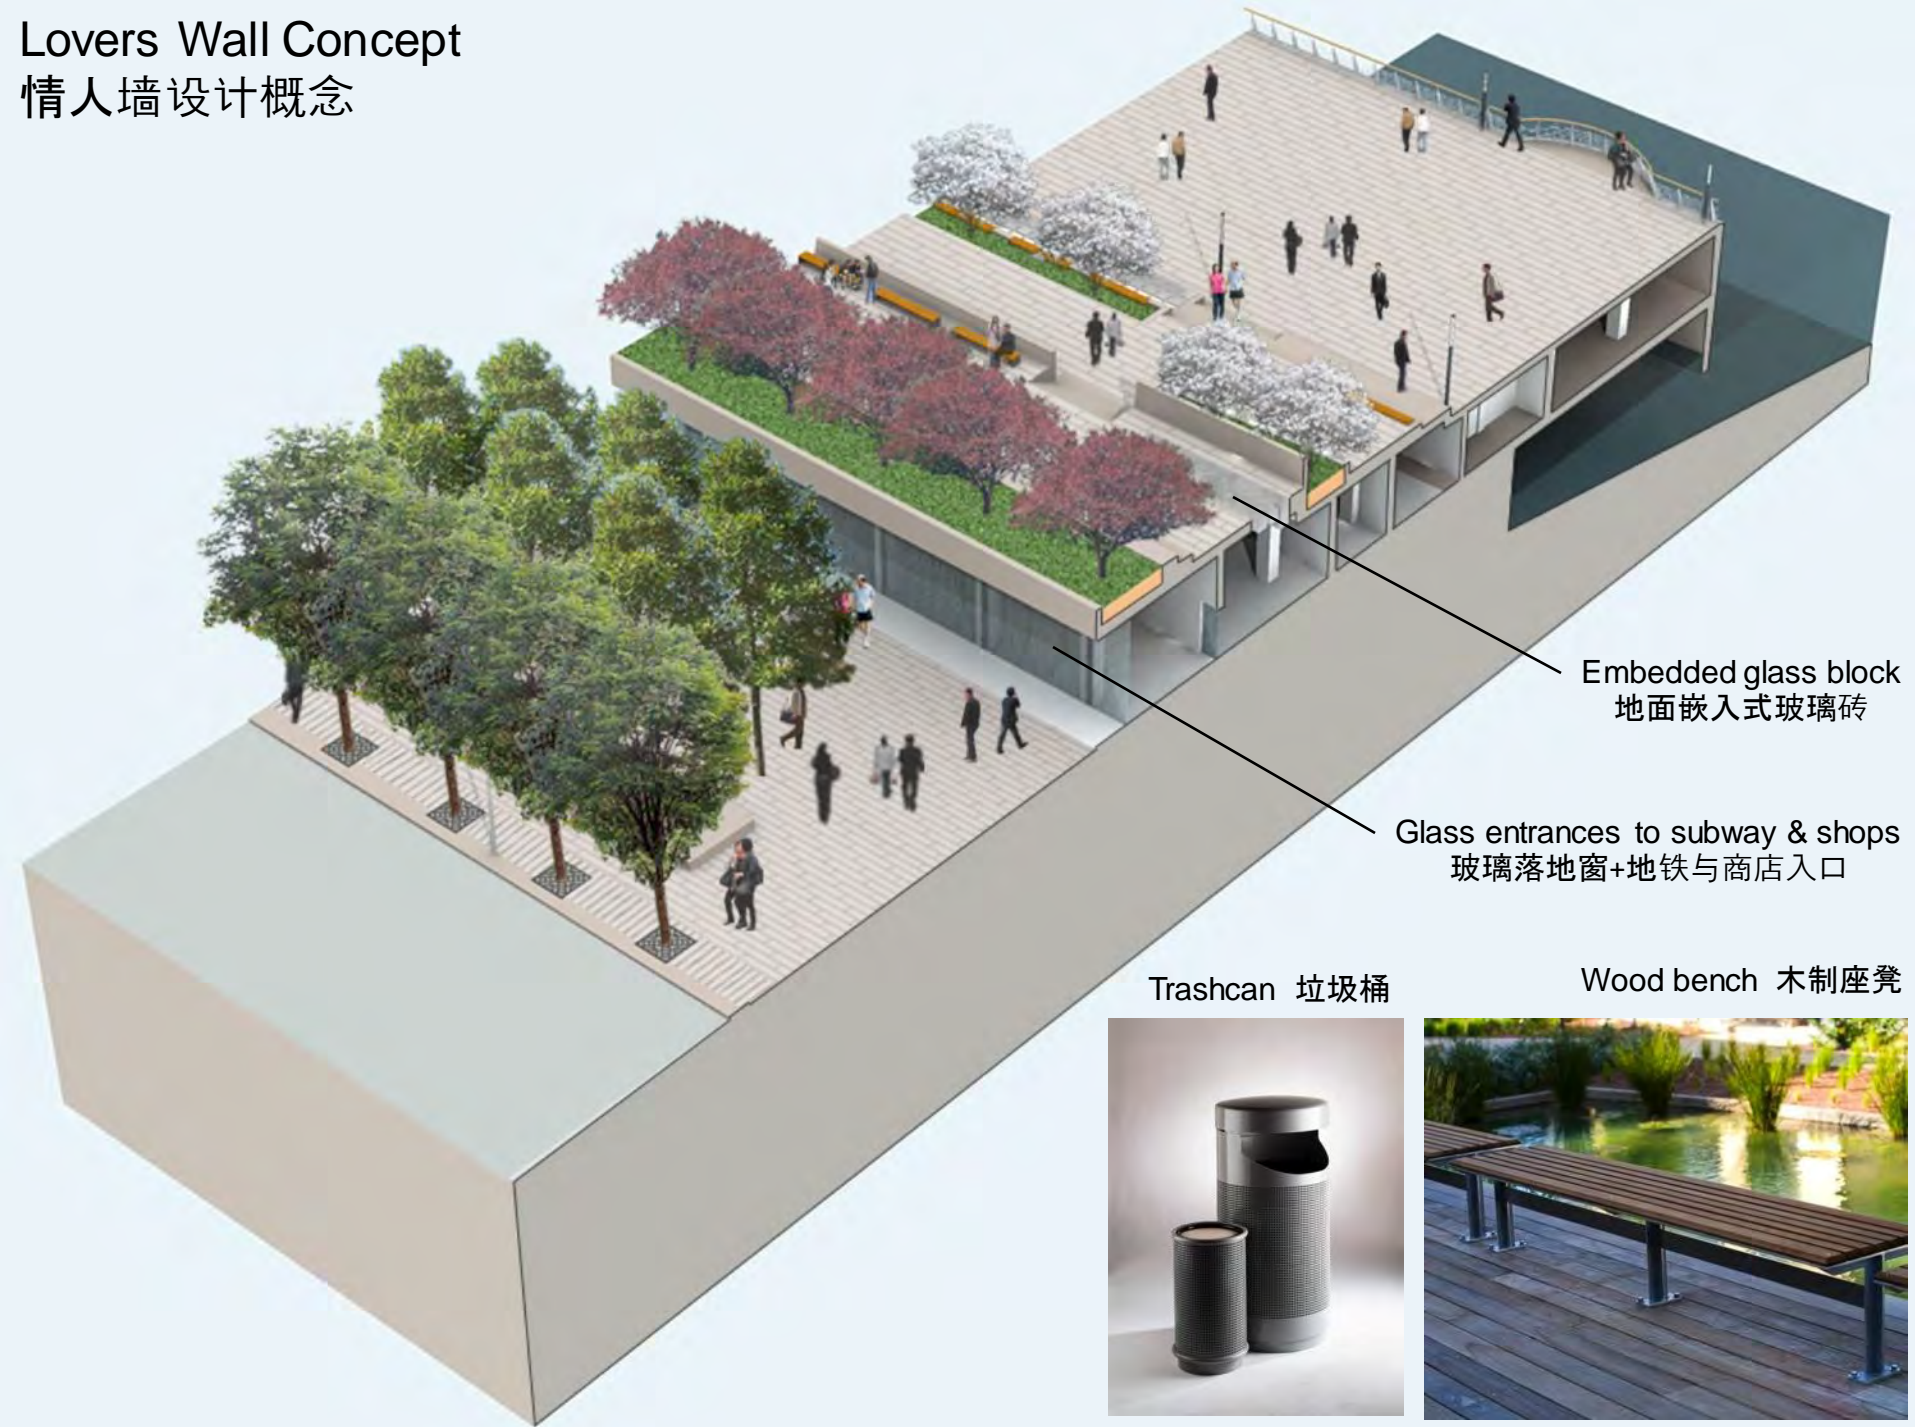 Lovers Wall Concept
情人墙设计概念
Embedded glass block
地面嵌入式玻璃砖
Glass entrances to subway & shops
玻璃落地窗+地铁与商店入口
Trashcan 垃圾桶
Wood bench 木制座凳